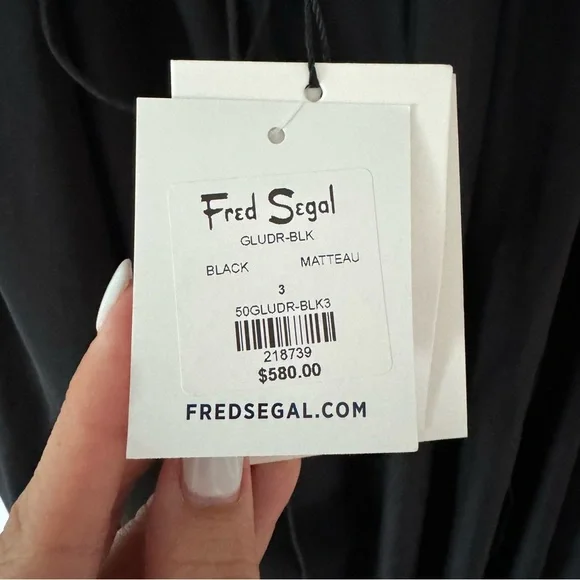 Fred Segal
GLUDR-BLK
BLACK MATTEAU
3
50GLUDR-BLK3
218739
$580.00
FREDSEGAL.COM